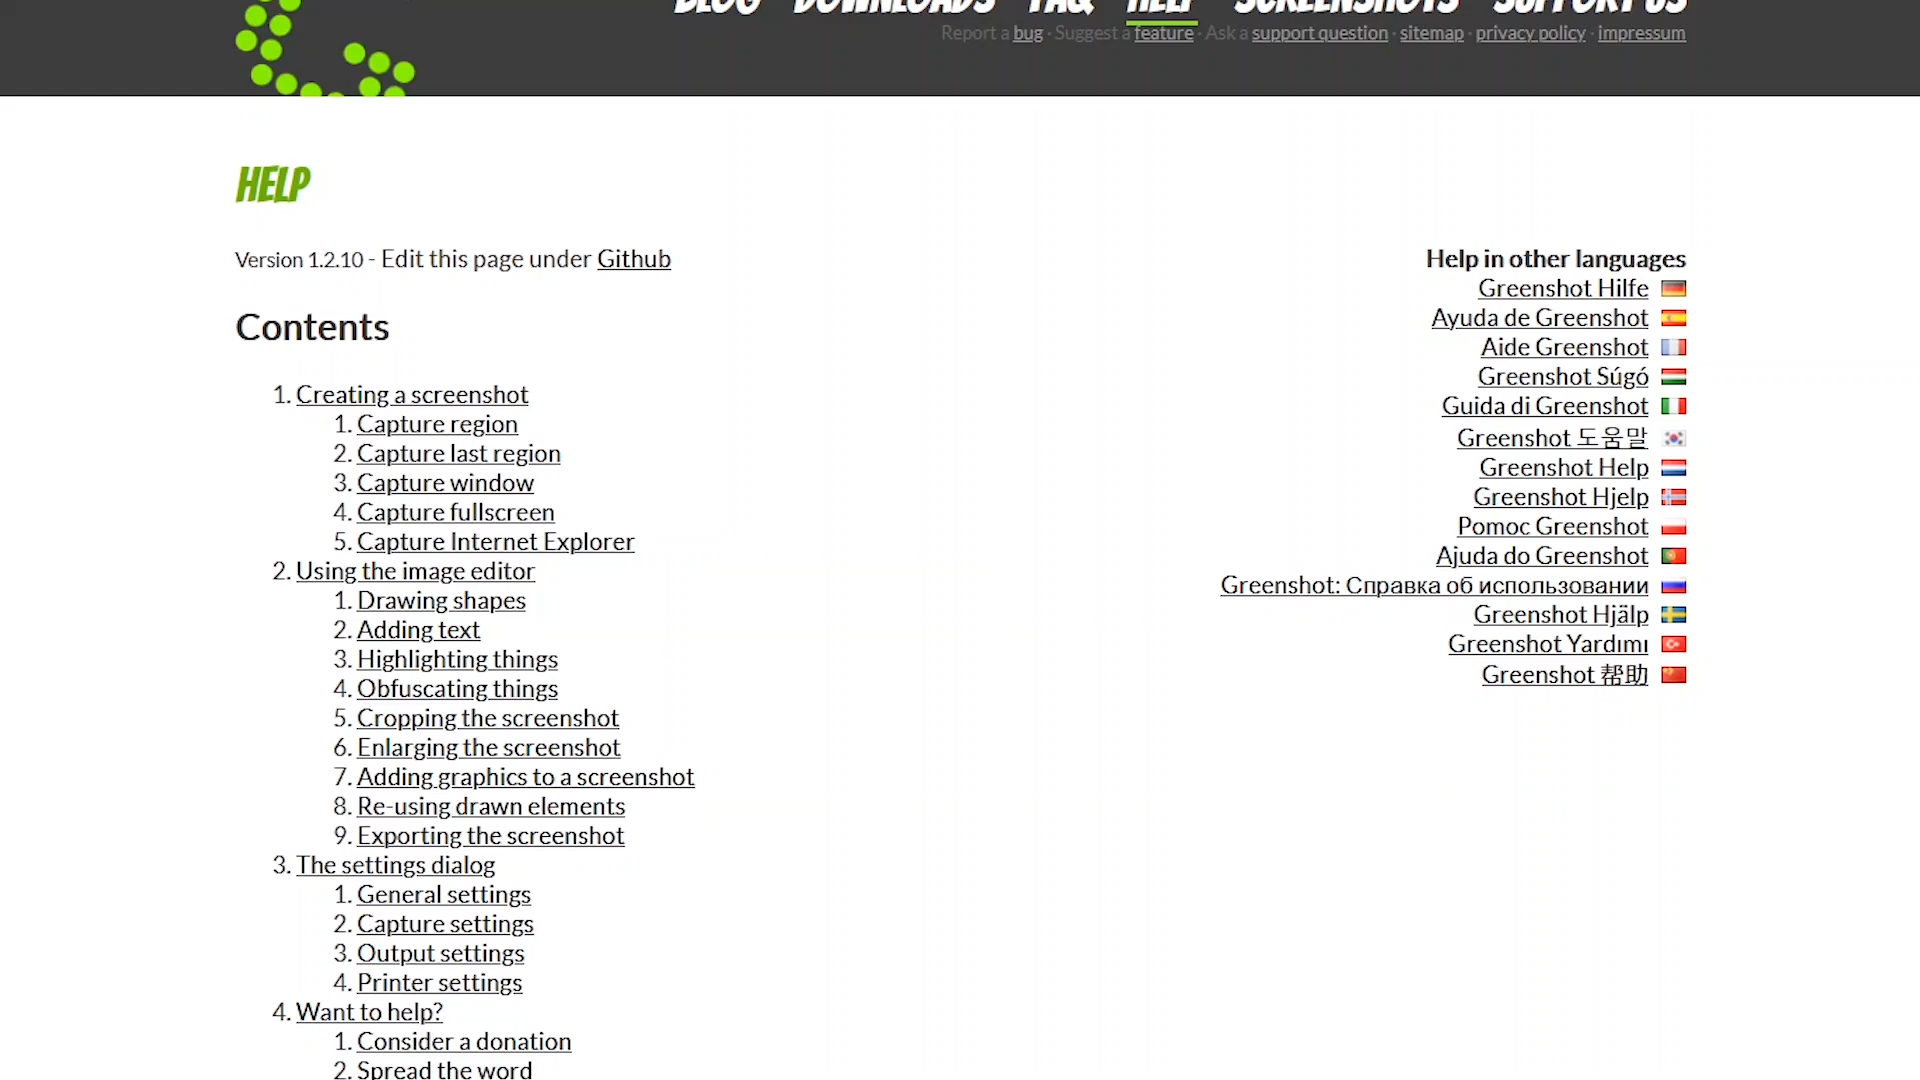 BLOG DOWNLOADS FAQ HELP SCREENSHOTS SUPPORT US
Report a bug · Suggest a feature · Ask a support question · sitemap · privacy policy · impressum
HELP
Version 1.2.10 - Edit this page under Github
Contents
1. Creating a screenshot
1. Capture region
2. Capture last region
3. Capture window
4. Capture fullscreen
5. Capture Internet Explorer
2. Using the image editor
1. Drawing shapes
2. Adding text
3. Highlighting things
4. Obfuscating things
5. Cropping the screenshot
6. Enlarging the screenshot
7. Adding graphics to a screenshot
8. Re-using drawn elements
9. Exporting the screenshot
3. The settings dialog
1. General settings
2. Capture settings
3. Output settings
4. Printer settings
4. Want to help?
1. Consider a donation
2. Spread the word
Help in other languages
Greenshot Hilfe
Ayuda de Greenshot
Aide Greenshot
Greenshot Súgó
Guida di Greenshot
Greenshot 도움말
Greenshot Help
Greenshot Hjelp
Pomoc Greenshot
Ajuda do Greenshot
Greenshot: Справка об использовании
Greenshot Hjälp
Greenshot Yardımı
Greenshot 帮助